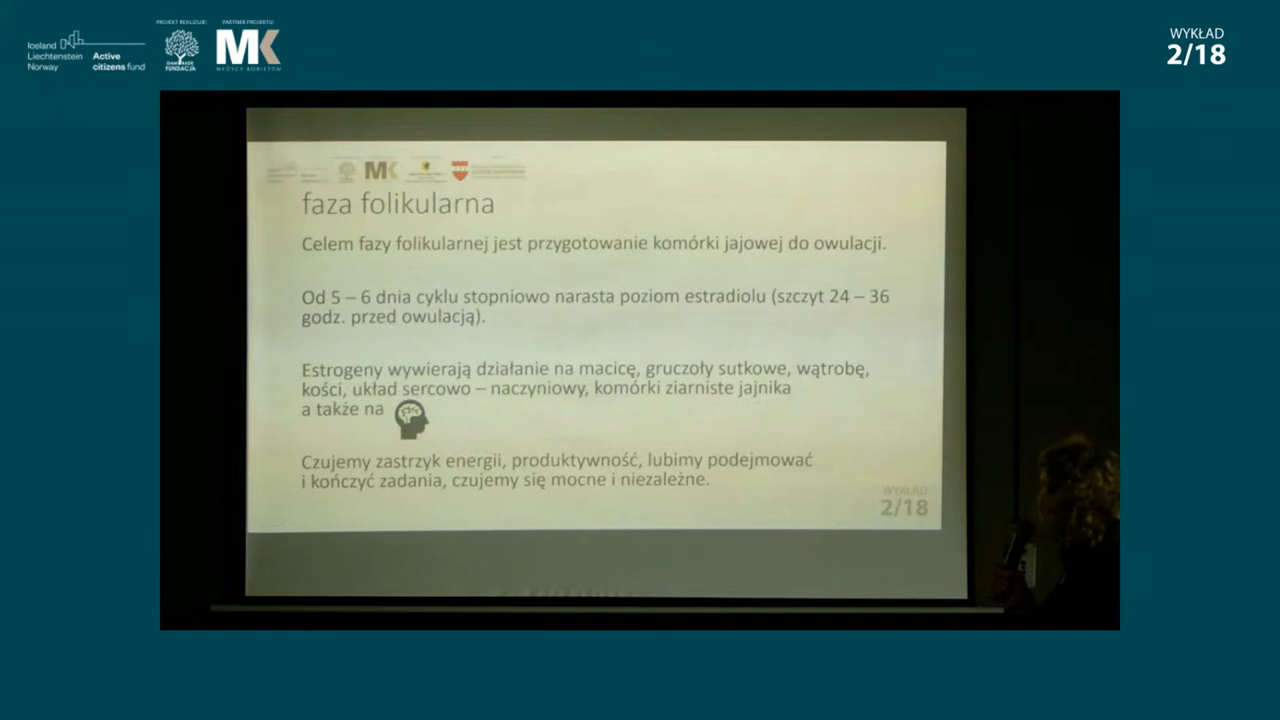 PROJEKT REALIZUJE:
PARTNER PROJEKTU:
Iceland
Liechtenstein
Norway
Active
citizens fund
FUNDACJA
MK
MEDYCY KOBIETOM
WYKŁAD
2/18
MK
faza folikularna
Celem fazy folikularnej jest przygotowanie komórki jajowej do owulacji.
Od 5 – 6 dnia cyklu stopniowo narasta poziom estradiolu (szczyt 24 – 36
godz. przed owulacją).
Estrogeny wywierają działanie na macicę, gruczoły sutkowe, wątrobę,
kości, układ sercowo – naczyniowy, komórki ziarniste jajnika
a także na
Czujemy zastrzyk energii, produktywność, lubimy podejmować
i kończyć zadania, czujemy się mocne i niezależne.
WYKŁAD
2/18